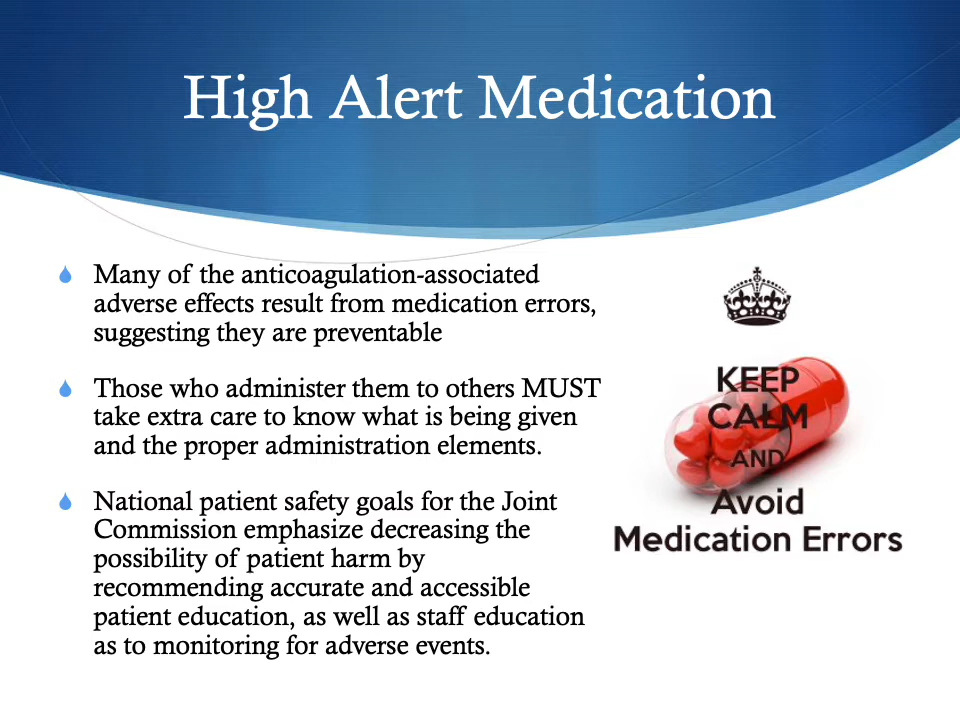 High Alert Medication
Many of the anticoagulation-associated
adverse effects result from medication errors,
suggesting they are preventable
Those who administer them to others MUST
take extra care to know what is being given
and the proper administration elements.
National patient safety goals for the Joint
Commission emphasize decreasing the
possibility of patient harm by
recommending accurate and accessible
patient education, as well as staff education
as to monitoring for adverse events.
KEEP
CALM
AND
Avoid
Medication Errors